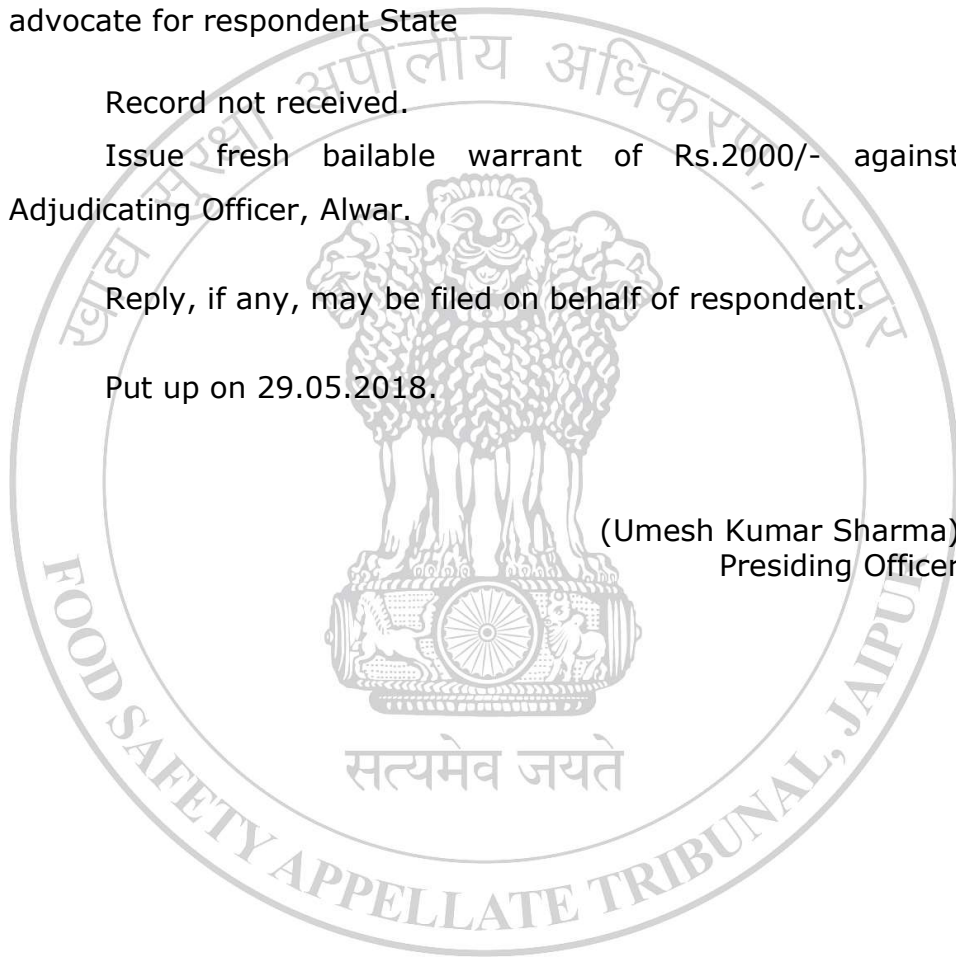 advocate for respondent State
Record not received.
Issue fresh bailable warrant of Rs.2000/- against
Adjudicating Officer, Alwar.
Reply, if any, may be filed on behalf of respondent.
Put up on 29.05.2018.
(Umesh Kumar Sharma)
Presiding Officer
खाद्य सुरक्षा अपीलीय अधिकरण, जयपुर
सत्यमेव जयते
FOOD SAFETY APPELLATE TRIBUNAL, JAIPUR